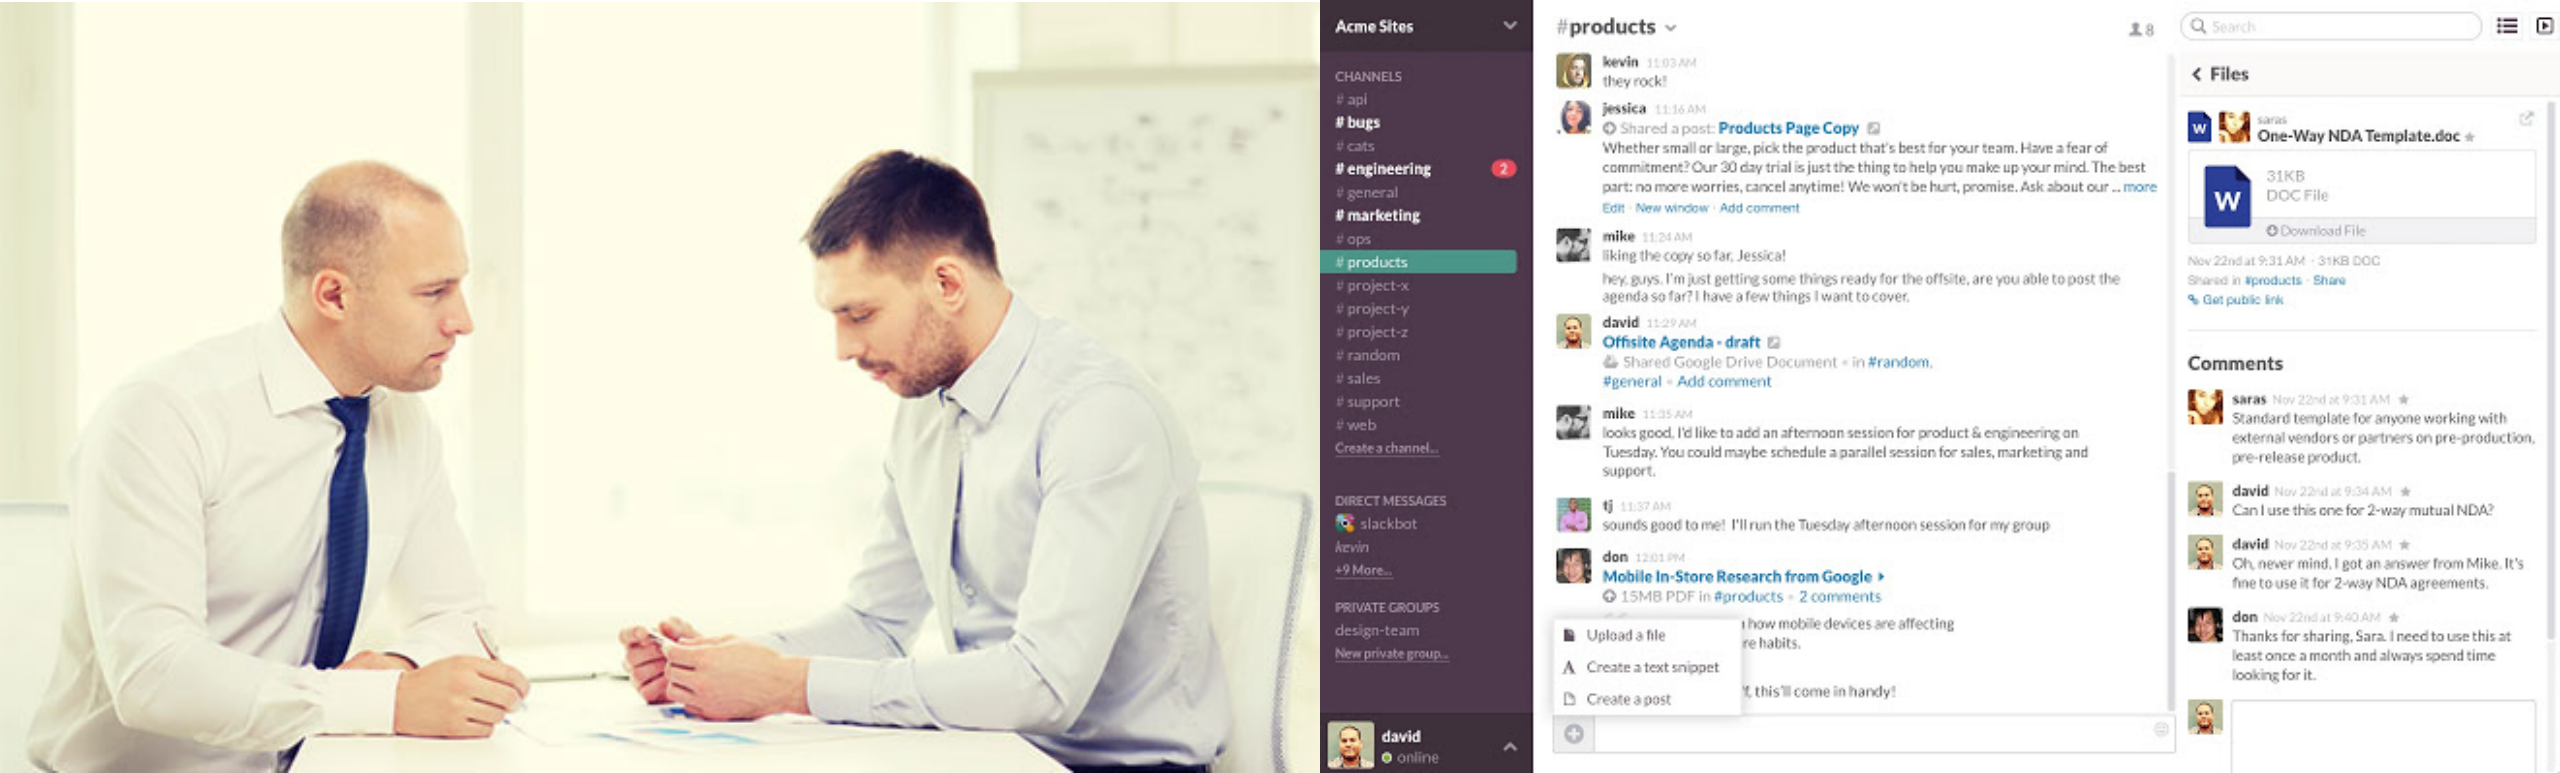 Acme Sites
CHANNELS
# api
# bugs
# cats
# engineering 2
# general
# marketing
# ops
# products
# project-x
# project-y
# project-z
# random
# sales
# support
# web
Create a channel...
DIRECT MESSAGES
slackbot
kevin
+9 More...
PRIVATE GROUPS
design-team
New private group...
david
online
#products
8
kevin 11:03 AM
they rock!
jessica 11:16 AM
Shared a post: Products Page Copy
Whether small or large, pick the product that's best for your team. Have a fear of
commitment? Our 30 day trial is just the thing to help you make up your mind. The best
part: no more worries, cancel anytime! We won't be hurt, promise. Ask about our ... more
Edit · New window · Add comment
mike 11:24 AM
liking the copy so far, Jessica!
hey, guys. I'm just getting some things ready for the offsite, are you able to post the
agenda so far? I have a few things I want to cover.
david 11:29 AM
Offsite Agenda - draft
Shared Google Drive Document • in #random,
#general • Add comment
mike 11:35 AM
looks good, I'd like to add an afternoon session for product & engineering on
Tuesday. You could maybe schedule a parallel session for sales, marketing and
support.
tj 11:37 AM
sounds good to me! I'll run the Tuesday afternoon session for my group
don 12:01 PM
Mobile In-Store Research from Google
15MB PDF in #products • 2 comments
how mobile devices are affecting
re habits.
f, this'll come in handy!
Upload a file
Create a text snippet
Create a post
Search
Files
saras
One-Way NDA Template.doc
W
W
31KB
DOC File
Download File
Nov 22nd at 9:31 AM · 31KB DOC
Shared in #products · Share
Get public link
Comments
saras Nov 22nd at 9:31 AM
Standard template for anyone working with
external vendors or partners on pre-production,
pre-release product.
david Nov 22nd at 9:34 AM
Can I use this one for 2-way mutual NDA?
david Nov 22nd at 9:35 AM
Oh, never mind, I got an answer from Mike. It's
fine to use it for 2-way NDA agreements.
don Nov 22nd at 9:40 AM
Thanks for sharing, Sara. I need to use this at
least once a month and always spend time
looking for it.